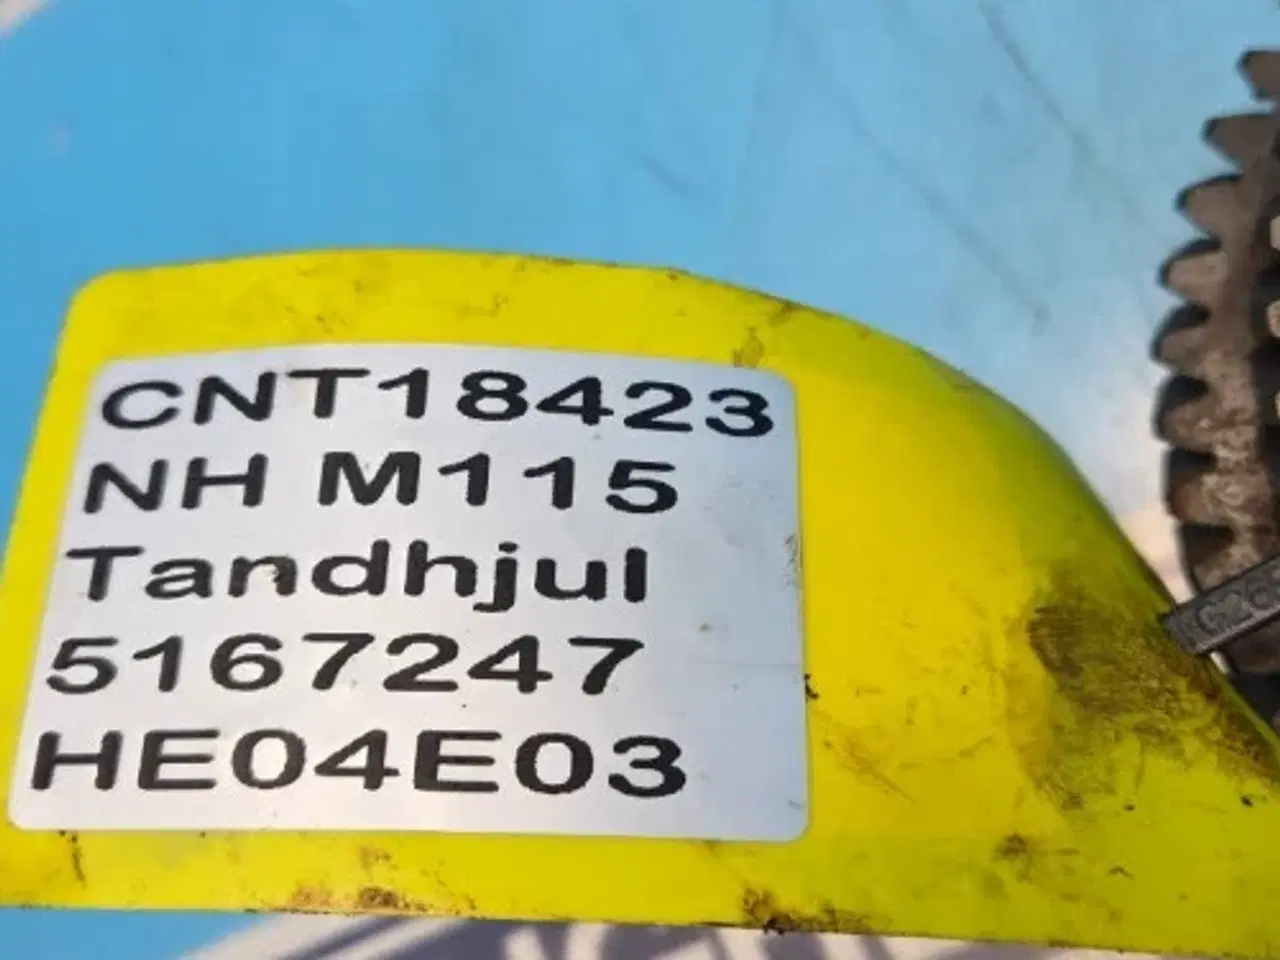 CNT18423
NH M115
Tandhjul
5167247
HE04E03